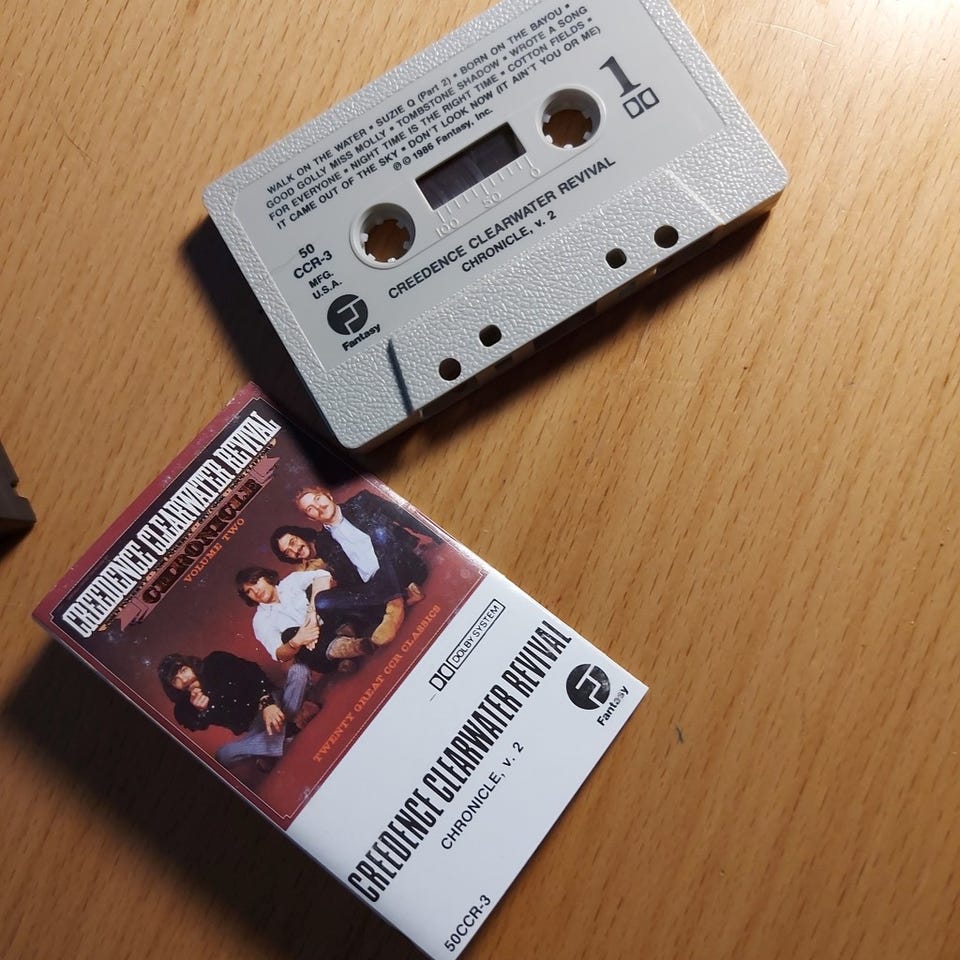 WALK ON THE WATER • SUZIE Q (Part 2) • BORN ON THE BAYOU •
GOOD GOLLY MISS MOLLY • TOMBSTONE SHADOW • WROTE A SONG
FOR EVERYONE • NIGHT TIME IS THE RIGHT TIME • COTTON FIELDS •
IT CAME OUT OF THE SKY • DON'T LOOK NOW (IT AIN'T YOU OR ME)
℗ © 1986 Fantasy, Inc.
1
100 50 0
50
CCR-3
MFG.
U.S.A.
Fantasy
CREEDENCE CLEARWATER REVIVAL
CHRONICLE, v. 2
CREEDENCE CLEARWATER REVIVAL
CHRONICLE
VOLUME TWO
TWENTY GREAT CCR CLASSICS
DOLBY SYSTEM
CREEDENCE CLEARWATER REVIVAL
CHRONICLE, v. 2
Fantasy
50CCR-3